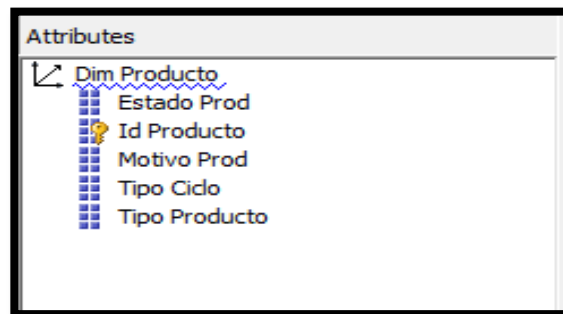 Attributes
Dim Producto
Estado Prod
Id Producto
Motivo Prod
Tipo Ciclo
Tipo Producto